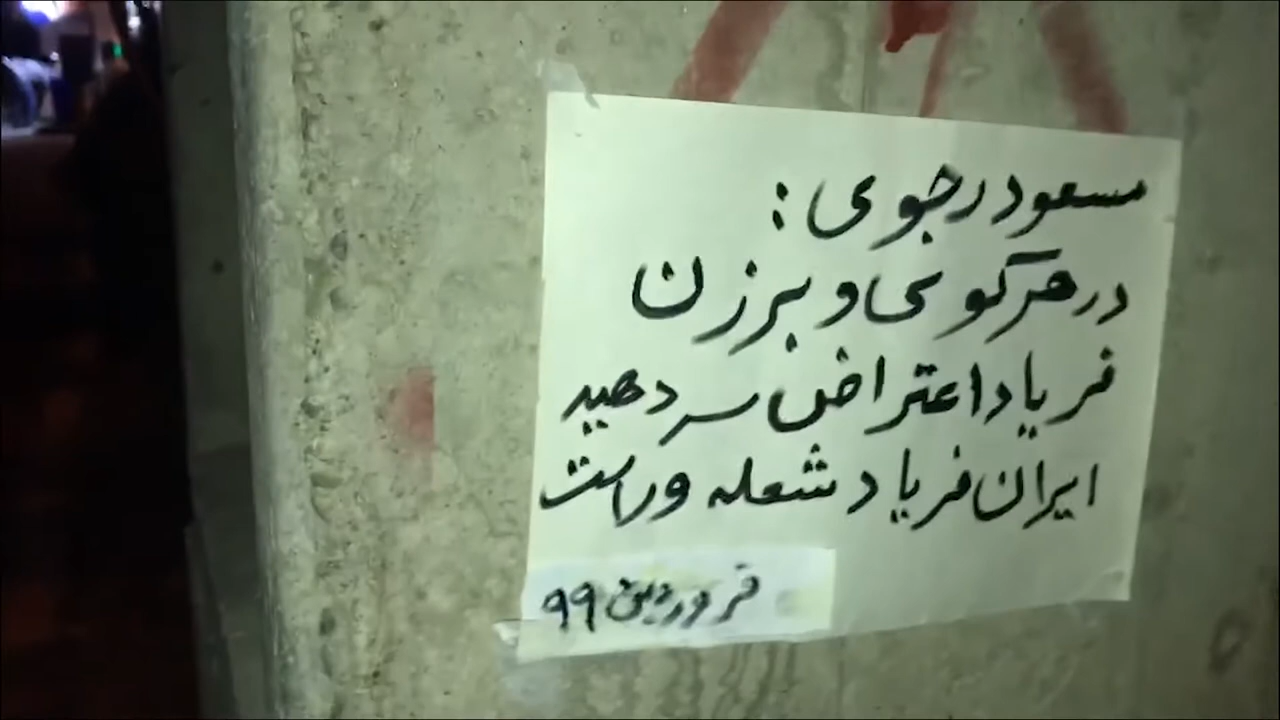 مسعود رجوی :
در هر کوی و برزن
فریاد اعتراض سر دهید
ایران فریاد شعله ور است
فروردین ۹۹